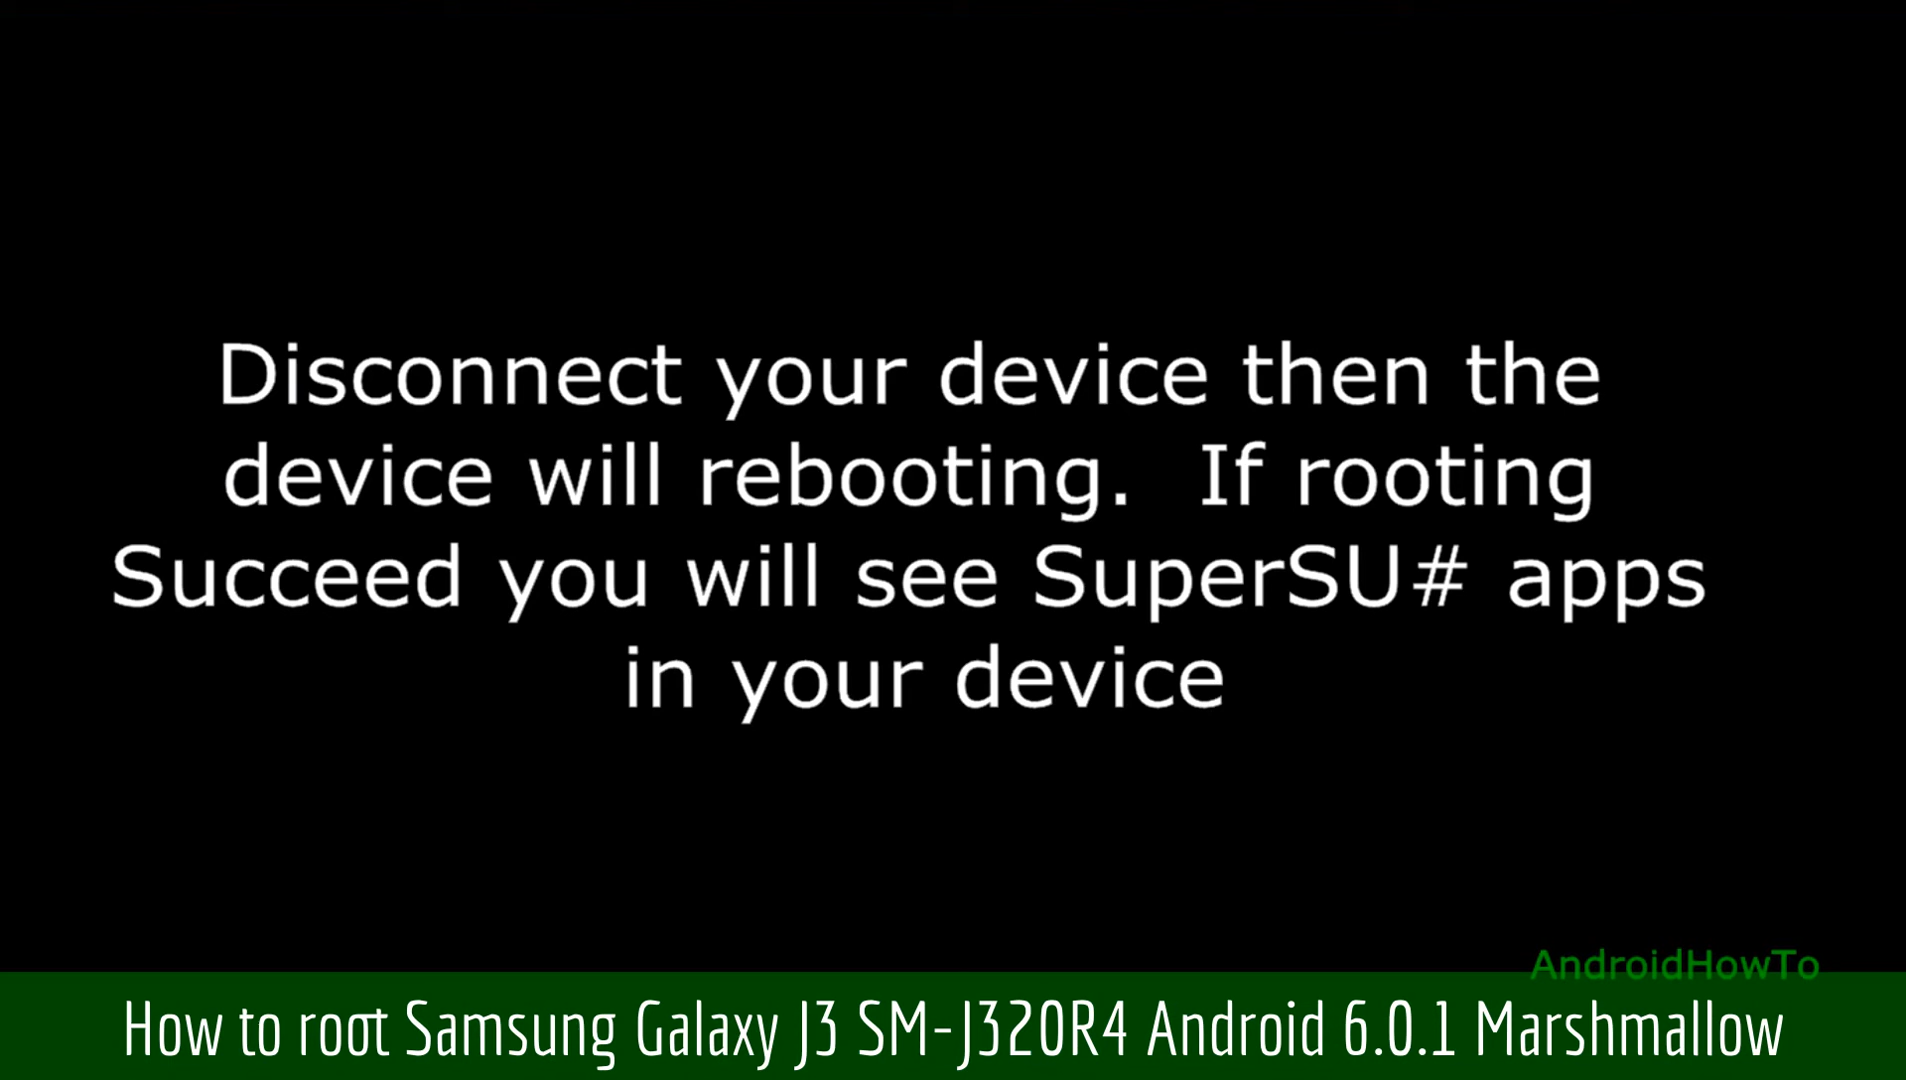 Disconnect your device then the
device will rebooting.  If rooting
Succeed you will see SuperSU# apps
in your device
AndroidHowTo
How to root Samsung Galaxy J3 SM-J320R4 Android 6.0.1 Marshmallow